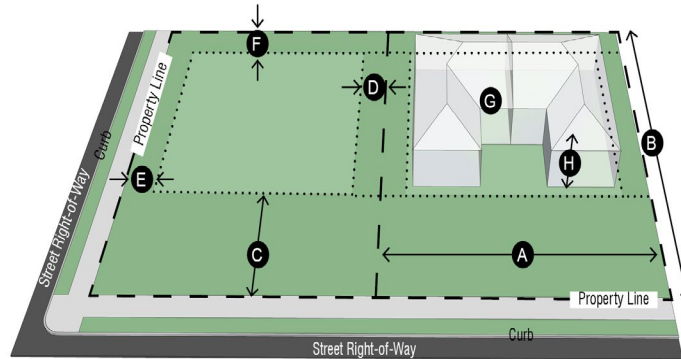 F
D
G
H
B
E
C
A
Property Line
Curb
Street Right-of-Way
Property Line
Curb
Street Right-of-Way